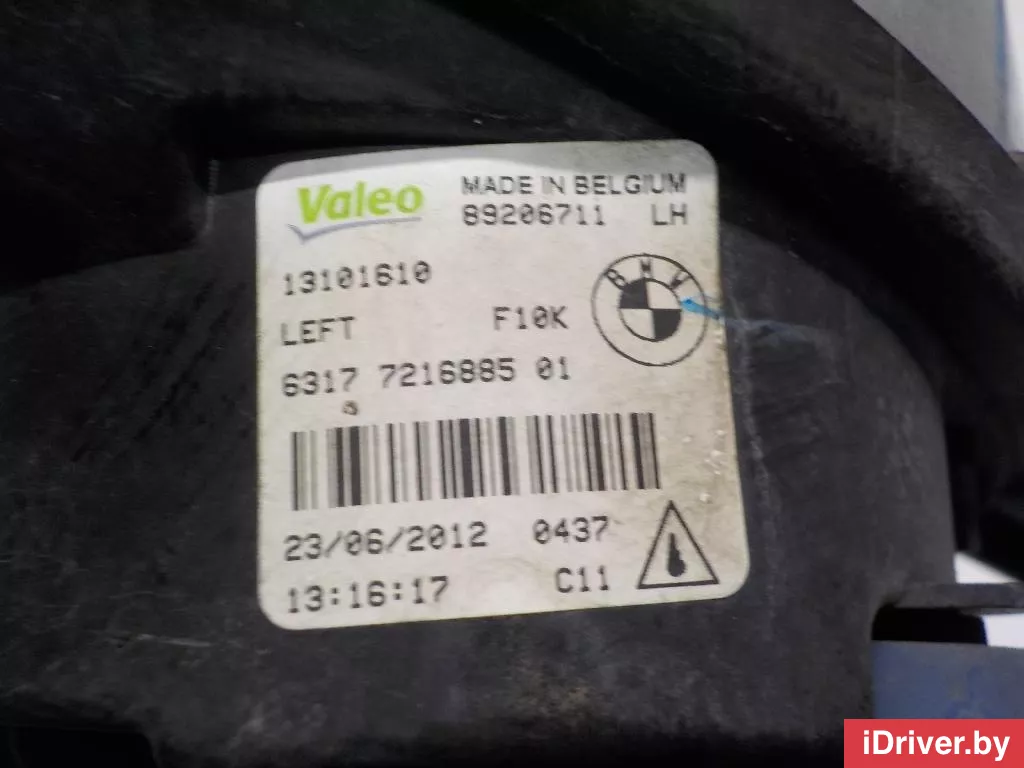 Valeo MADE IN BELGIUM
89206711 LH
13101610
BMW
LEFT F10K
6317 7216885 01
23/06/2012 0437
13:16:17 C11
iDriver.by